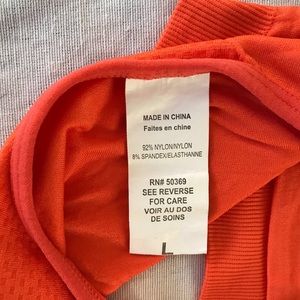 MADE IN CHINA
Faites en chine
92% NYLON/NYLON
8% SPANDEX/ELASTHANNE
RN# 50369
SEE REVERSE
FOR CARE
VOIR AU DOS
DE SOINS
L